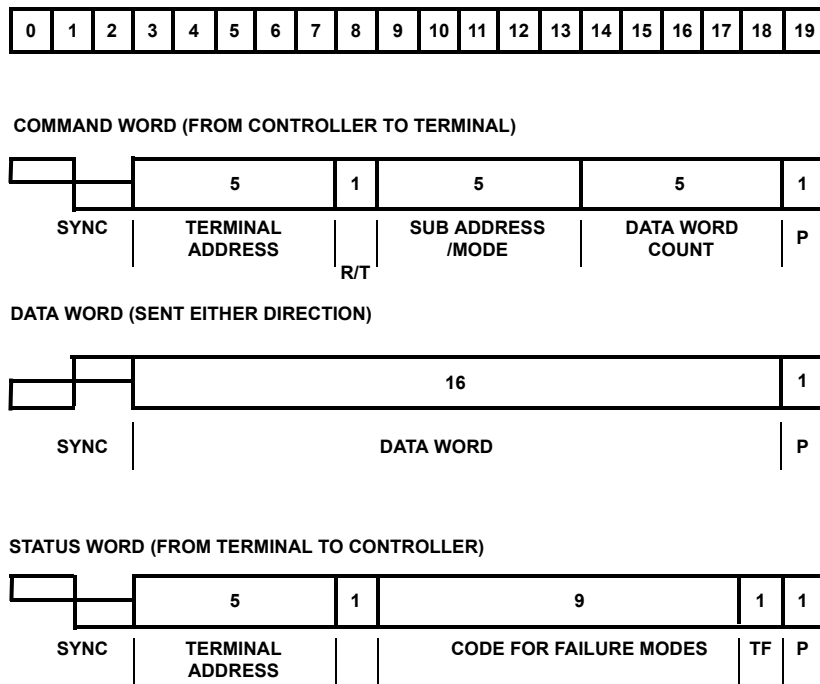 0 1 2 3 4 5 6 7 8 9 10 11 12 13 14 15 16 17 18 19
COMMAND WORD (FROM CONTROLLER TO TERMINAL)
5 1 5 5 1
SYNC TERMINAL ADDRESS R/T SUB ADDRESS /MODE DATA WORD COUNT P
DATA WORD (SENT EITHER DIRECTION)
16 1
SYNC DATA WORD P
STATUS WORD (FROM TERMINAL TO CONTROLLER)
5 1 9 1 1
SYNC TERMINAL ADDRESS CODE FOR FAILURE MODES TF P